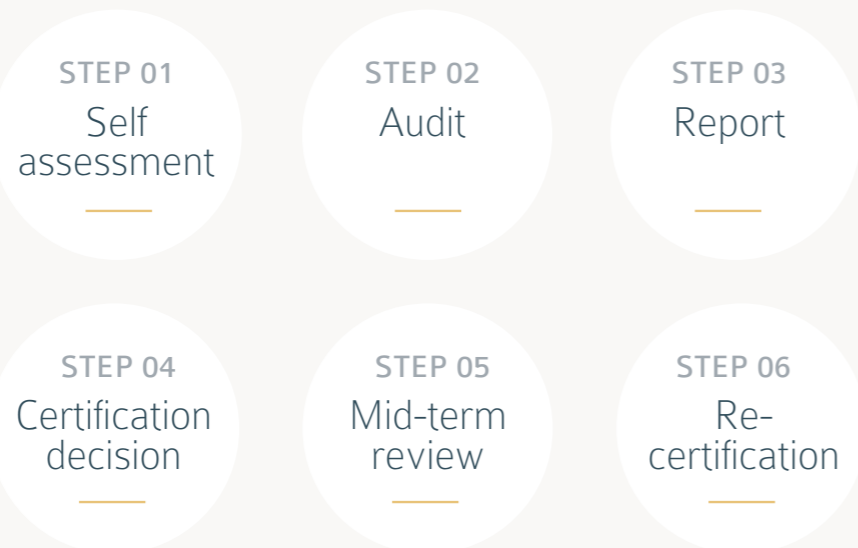 STEP 01
Self
assessment
STEP 02
Audit
STEP 03
Report
STEP 04
Certification
decision
STEP 05
Mid-term
review
STEP 06
Re-
certification